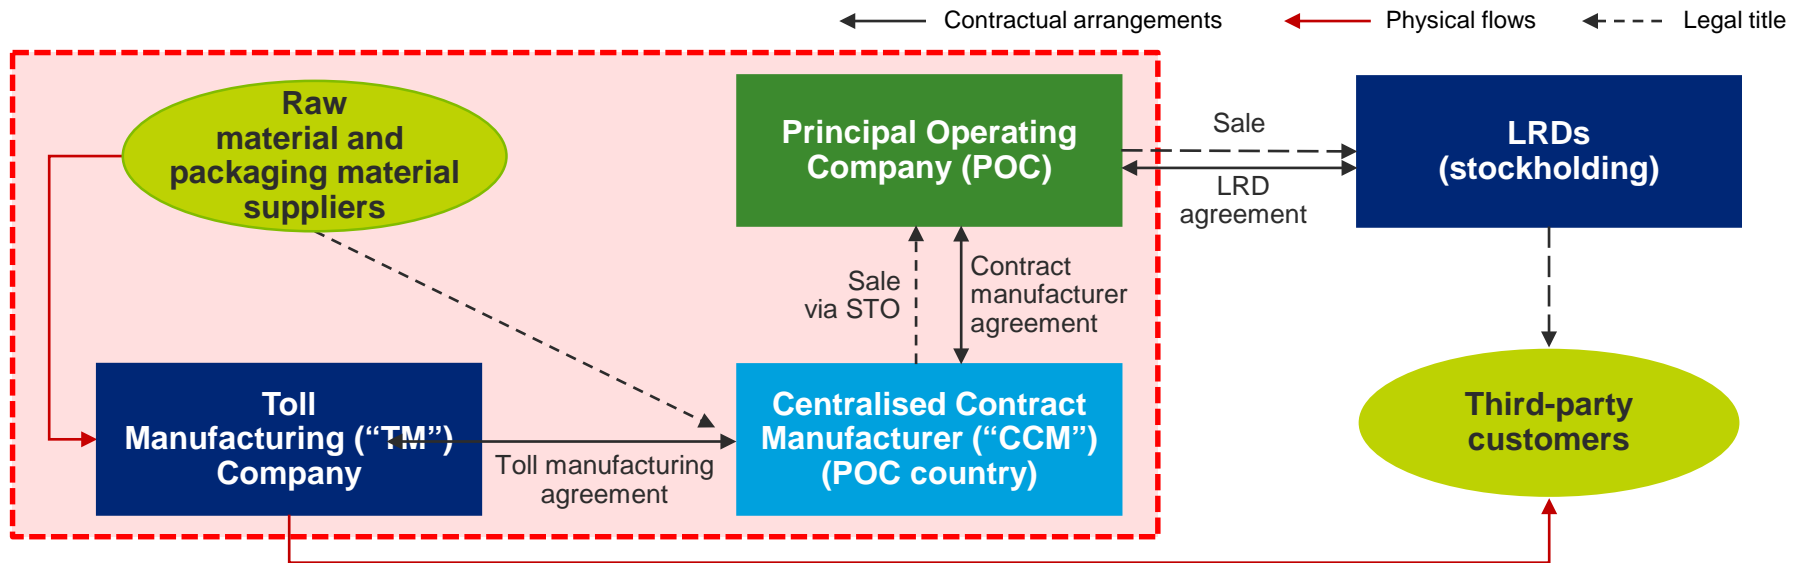 Contractual arrangements
Physical flows
Legal title
Raw
material and
packaging material
suppliers
Principal Operating
Company (POC)
Sale
LRD
agreement
LRDs
(stockholding)
Sale
via STO
Contract
manufacturer
agreement
Toll
Manufacturing (“TM”)
Company
Toll manufacturing
agreement
Centralised Contract
Manufacturer (“CCM”)
(POC country)
Third-party
customers